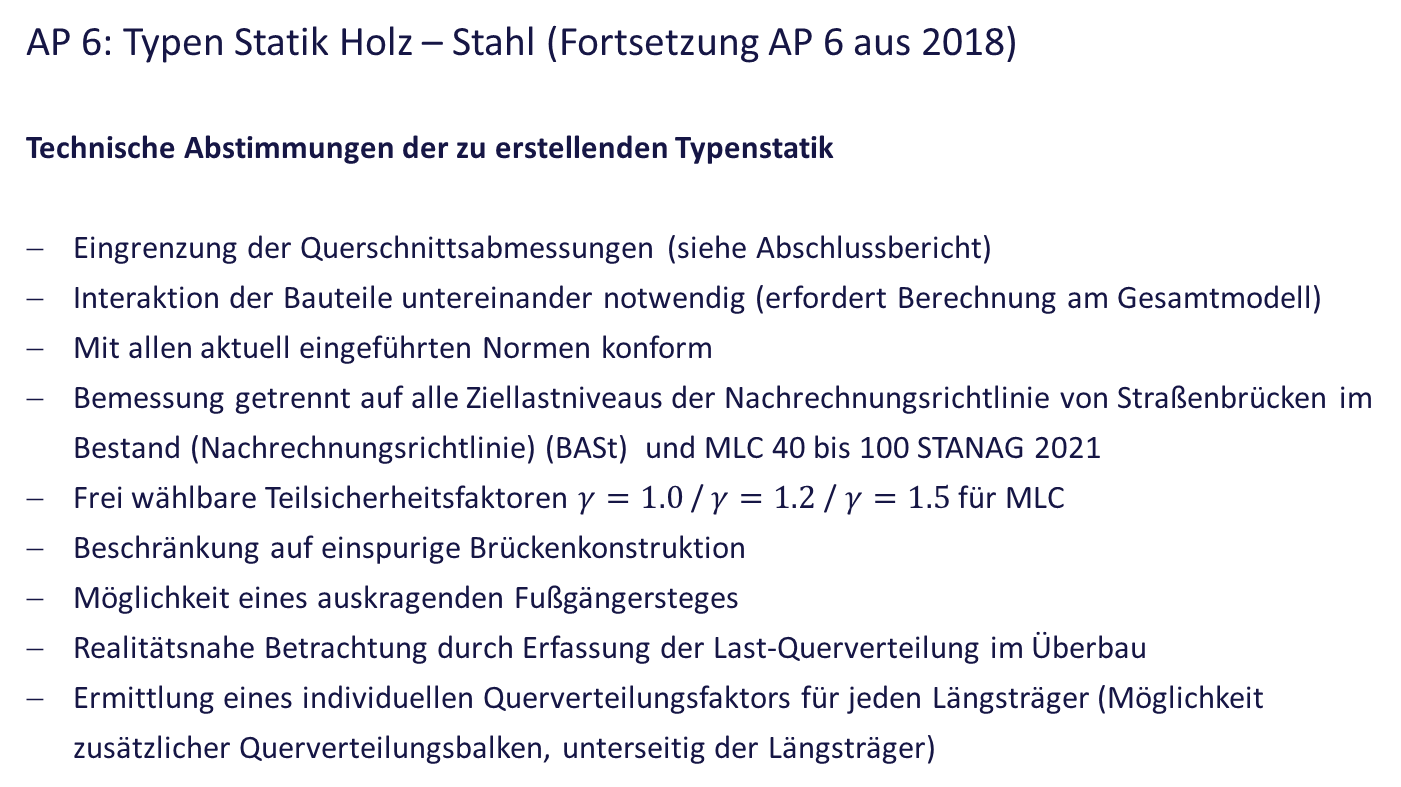 AP 6: Typen Statik Holz – Stahl (Fortsetzung AP 6 aus 2018)
Technische Abstimmungen der zu erstellenden Typenstatik
– Eingrenzung der Querschnittsabmessungen (siehe Abschlussbericht)
– Interaktion der Bauteile untereinander notwendig (erfordert Berechnung am Gesamtmodell)
– Mit allen aktuell eingeführten Normen konform
– Bemessung getrennt auf alle Ziellastniveaus der Nachrechnungsrichtlinie von Straßenbrücken im
Bestand (Nachrechnungsrichtlinie) (BASt) und MLC 40 bis 100 STANAG 2021
– Frei wählbare Teilsicherheitsfaktoren γ = 1.0 / γ = 1.2 / γ = 1.5 für MLC
– Beschränkung auf einspurige Brückenkonstruktion
– Möglichkeit eines auskragenden Fußgängersteges
– Realitätsnahe Betrachtung durch Erfassung der Last-Querverteilung im Überbau
– Ermittlung eines individuellen Querverteilungsfaktors für jeden Längsträger (Möglichkeit
zusätzlicher Querverteilungsbalken, unterseitig der Längsträger)